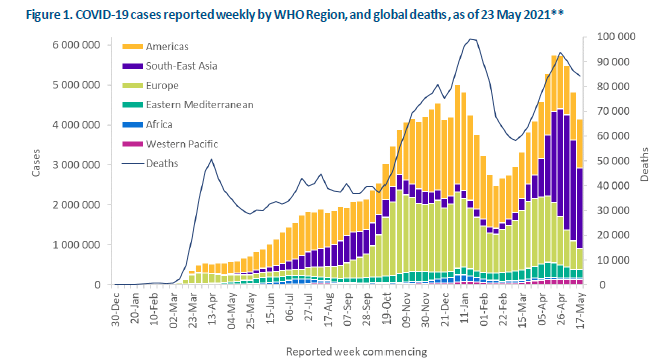 Figure 1. COVID-19 cases reported weekly by WHO Region, and global deaths, as of 23 May 2021**
6 000 000
5 000 000
4 000 000
3 000 000
2 000 000
1 000 000
0
Cases
Americas
South-East Asia
Europe
Eastern Mediterranean
Africa
Western Pacific
Deaths
100 000
90 000
80 000
70 000
60 000
50 000
40 000
30 000
20 000
10 000
0
Deaths
30-Dec
20-Jan
10-Feb
02-Mar
23-Mar
13-Apr
04-May
25-May
15-Jun
06-Jul
27-Jul
17-Aug
07-Sep
28-Sep
19-Oct
09-Nov
30-Nov
21-Dec
11-Jan
01-Feb
22-Feb
15-Mar
05-Apr
26-Apr
17-May
Reported week commencing